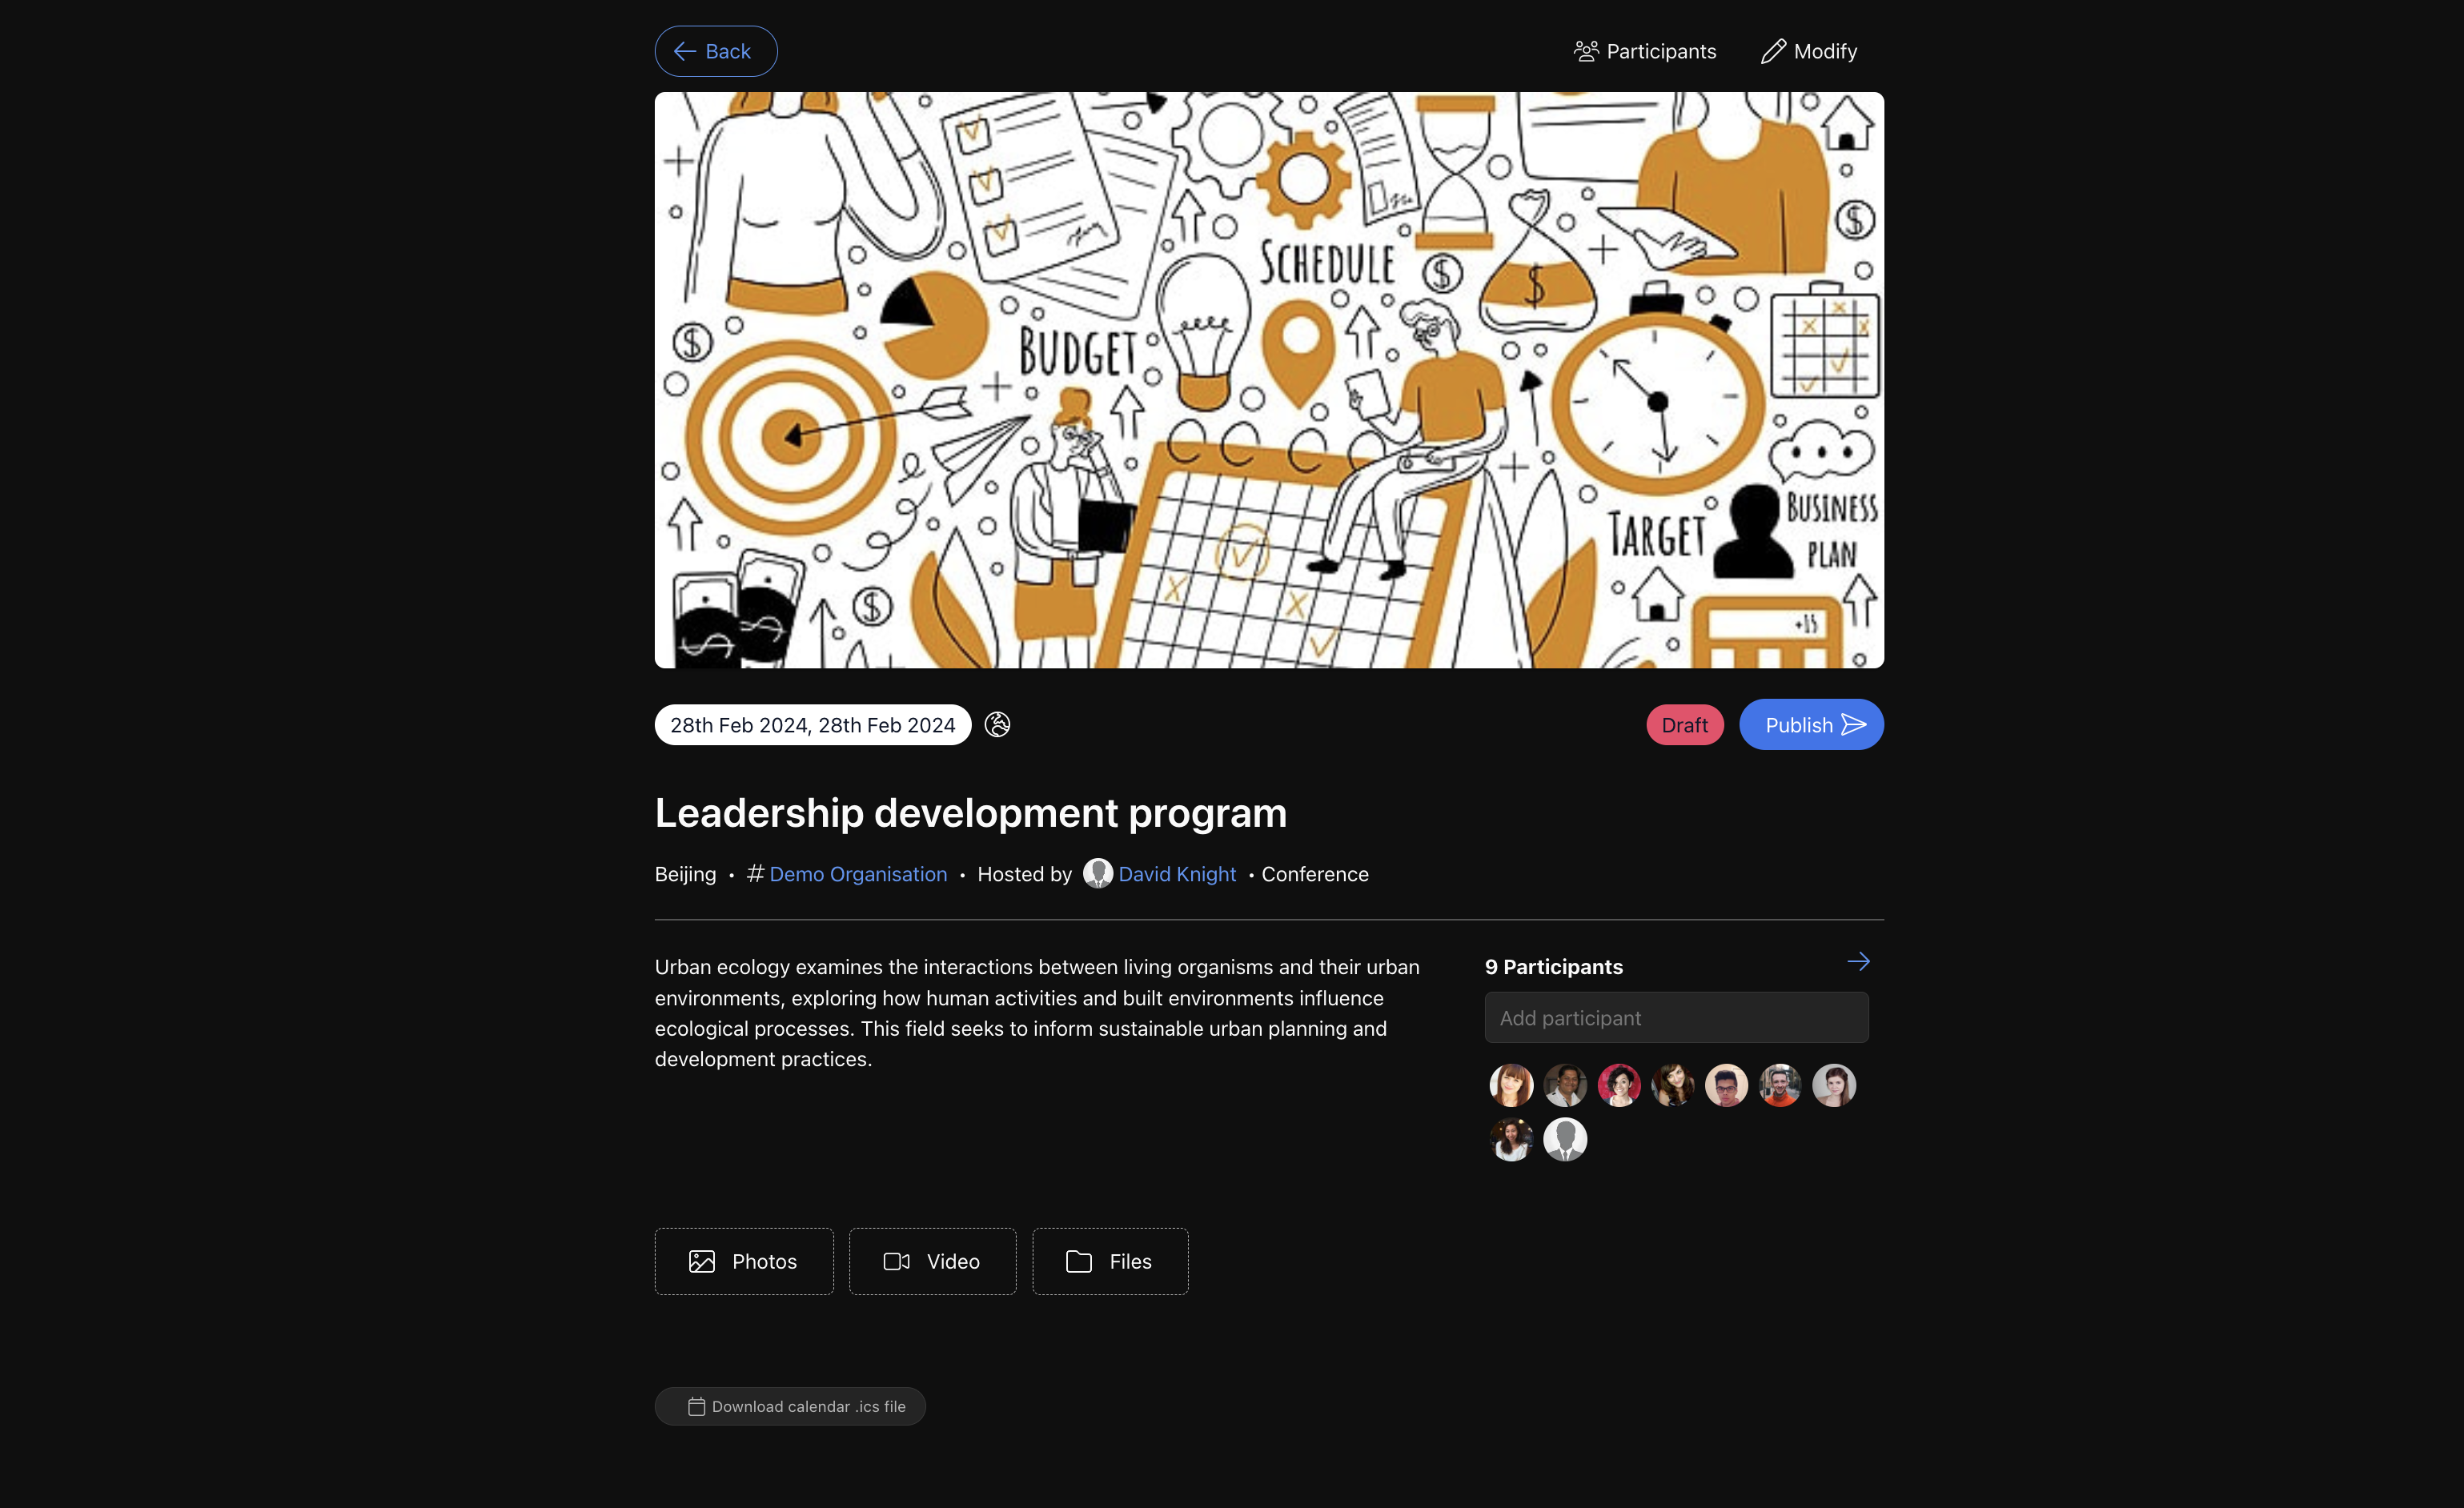 Back
Participants
Modify
SCHEDULE
$
$
$
$
BUDGET
TARGET
BUSINESS
PLAN
$
+15
28th Feb 2024, 28th Feb 2024
Draft
Publish
Leadership development program
Beijing • # Demo Organisation • Hosted by David Knight • Conference
Urban ecology examines the interactions between living organisms and their urban
environments, exploring how human activities and built environments influence
ecological processes. This field seeks to inform sustainable urban planning and
development practices.
9 Participants
Add participant
Photos
Video
Files
Download calendar .ics file